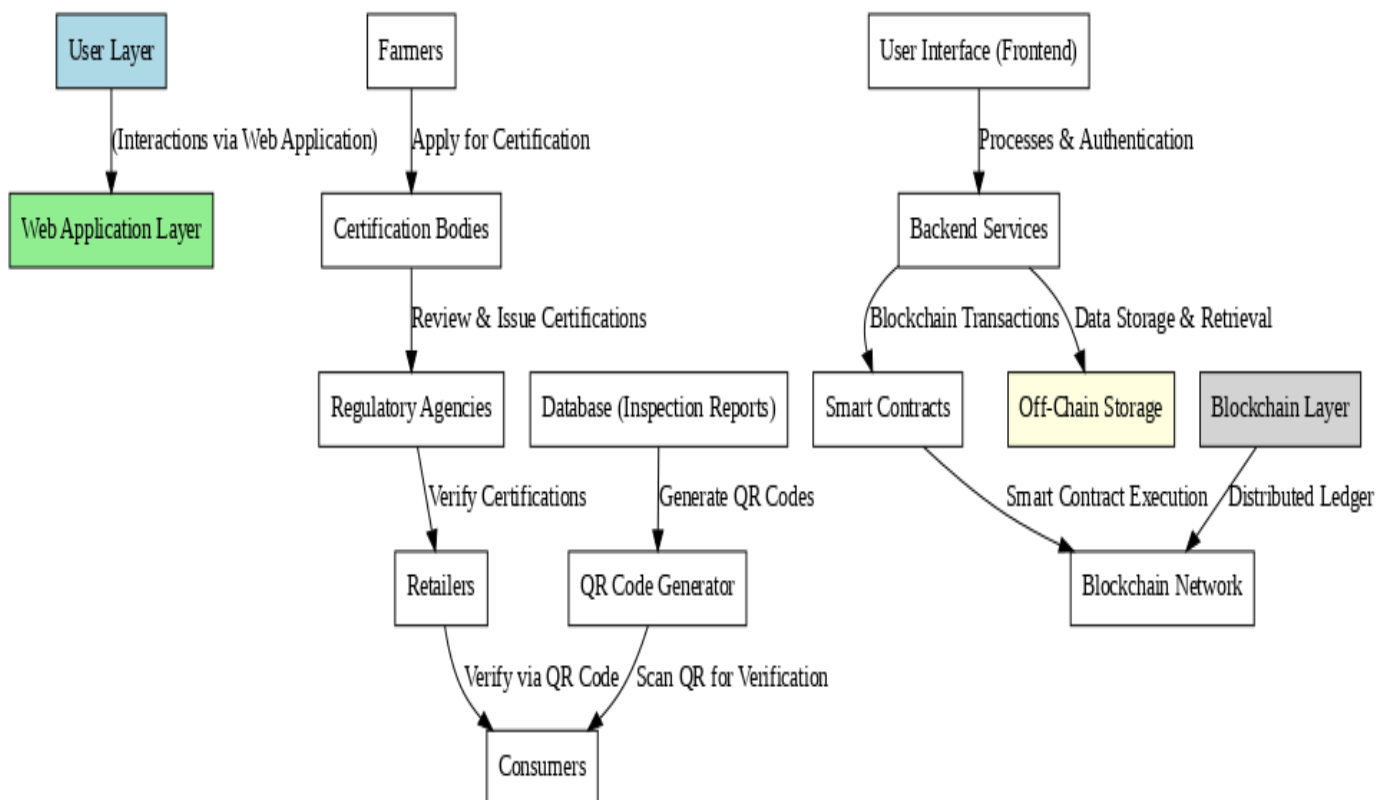 User Layer
Farmers
User Interface (Frontend)
(Interactions via Web Application)
Apply for Certification
Processes & Authentication
Web Application Layer
Certification Bodies
Backend Services
Review & Issue Certifications
Blockchain Transactions
Data Storage & Retrieval
Regulatory Agencies
Database (Inspection Reports)
Smart Contracts
Off-Chain Storage
Blockchain Layer
Verify Certifications
Generate QR Codes
Smart Contract Execution
Distributed Ledger
Retailers
QR Code Generator
Blockchain Network
Verify via QR Code
Scan QR for Verification
Consumers